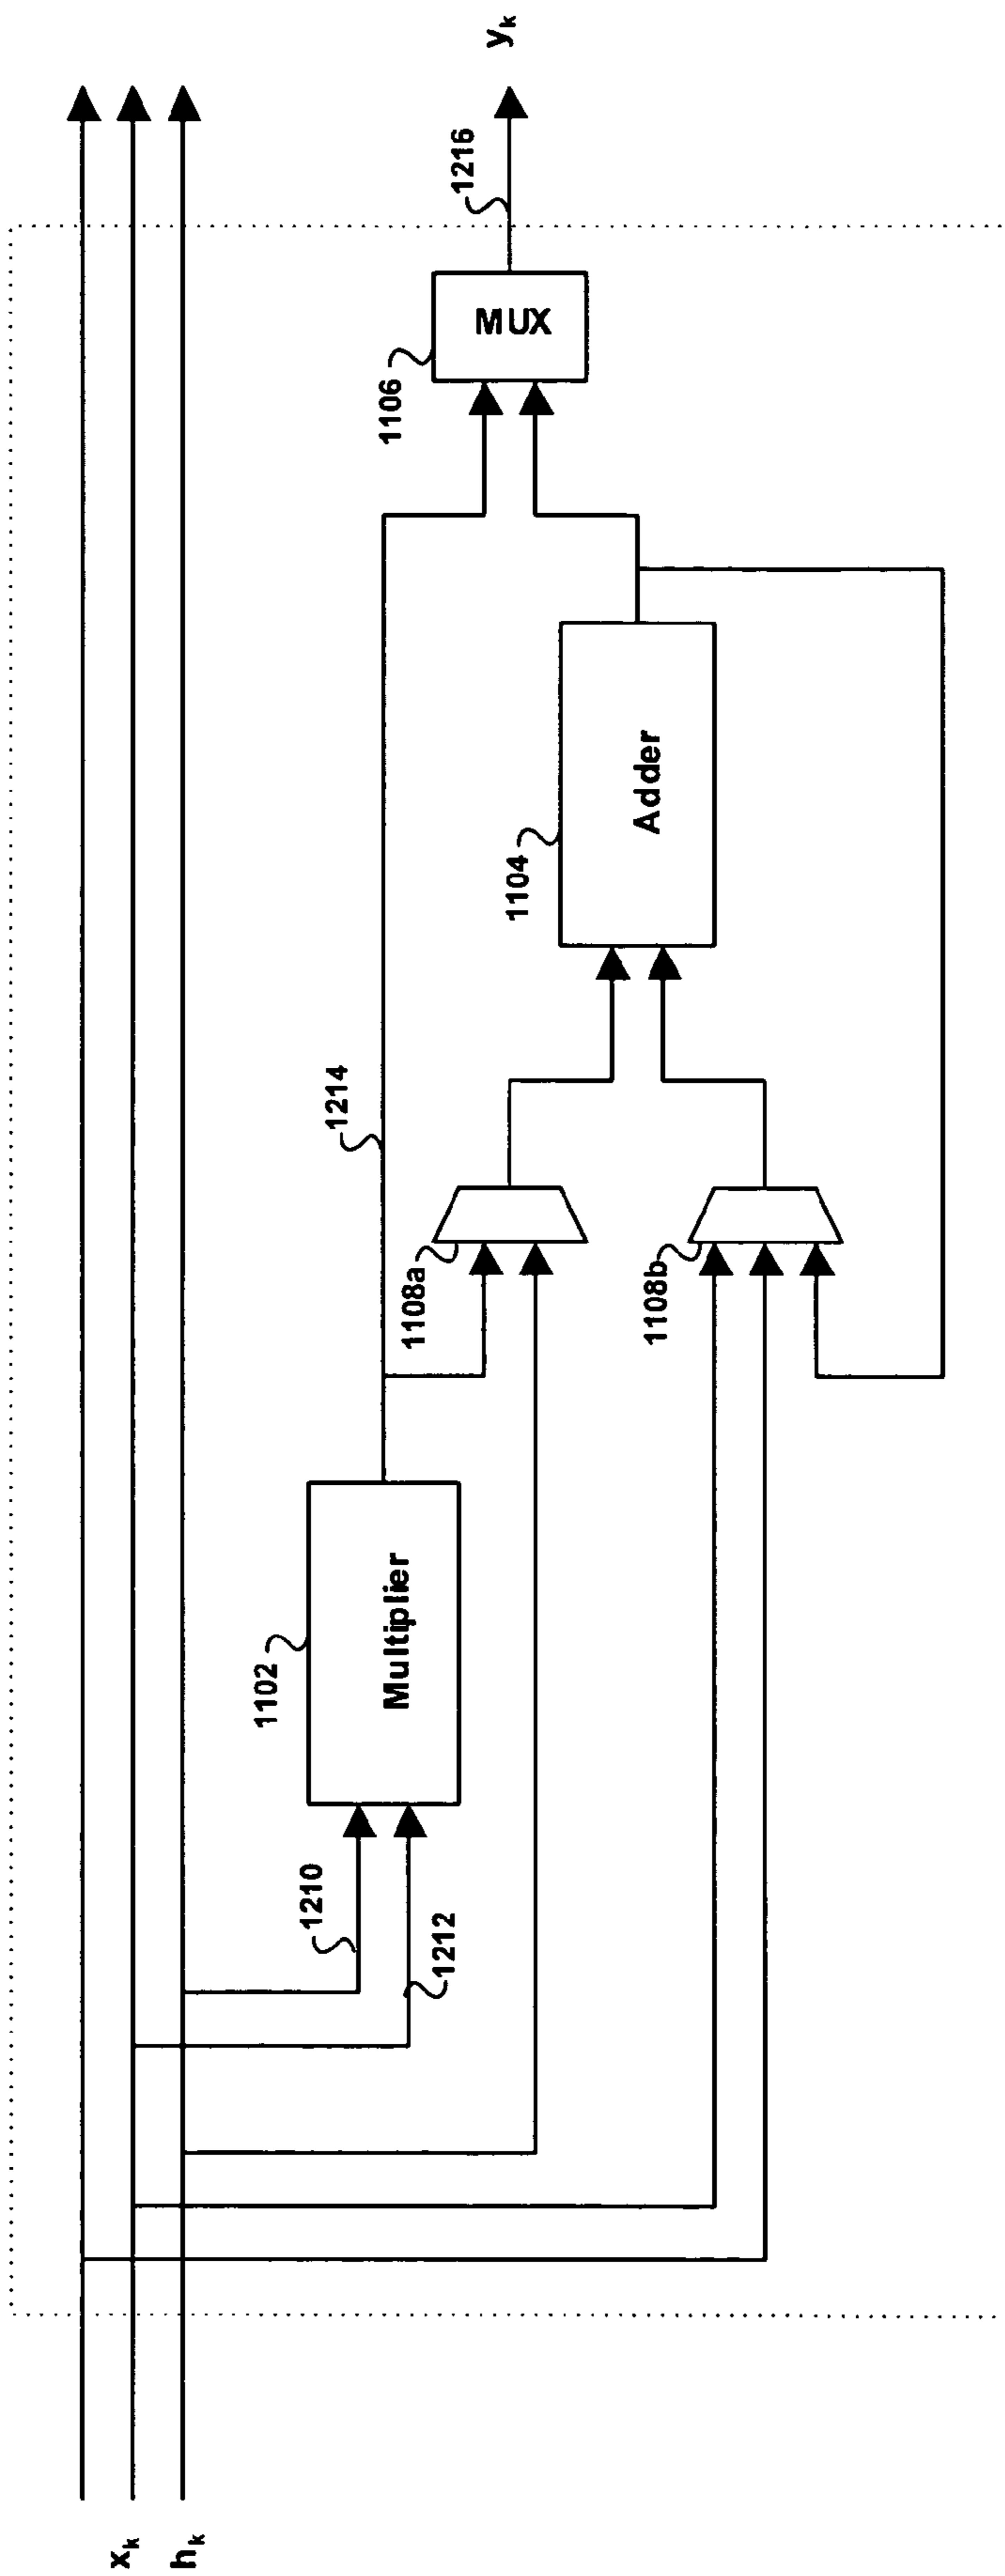 x_k
h_k
1210
1212
1102
Multiplier
1214
1108a
1108b
1104
Adder
1106
MUX
1216
y_k